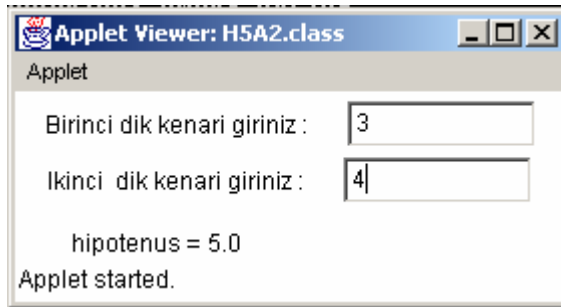 Applet Viewer: H5A2.class
Applet
Birinci dik kenari giriniz : 3
Ikinci dik kenari giriniz : 4
hipotenus = 5.0
Applet started.